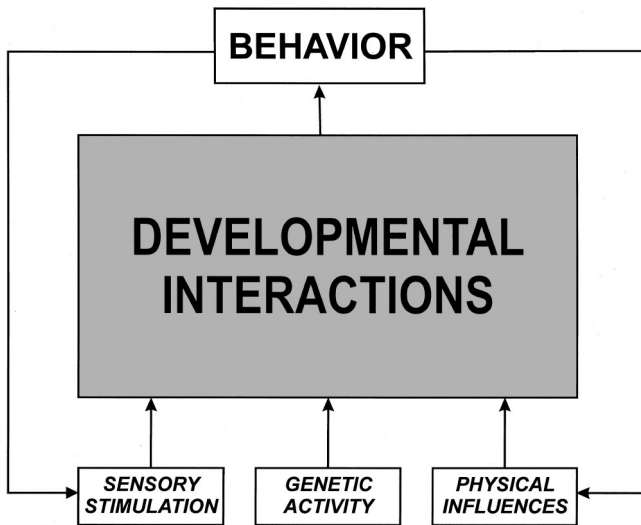 BEHAVIOR
DEVELOPMENTAL
INTERACTIONS
SENSORY
STIMULATION
GENETIC
ACTIVITY
PHYSICAL
INFLUENCES